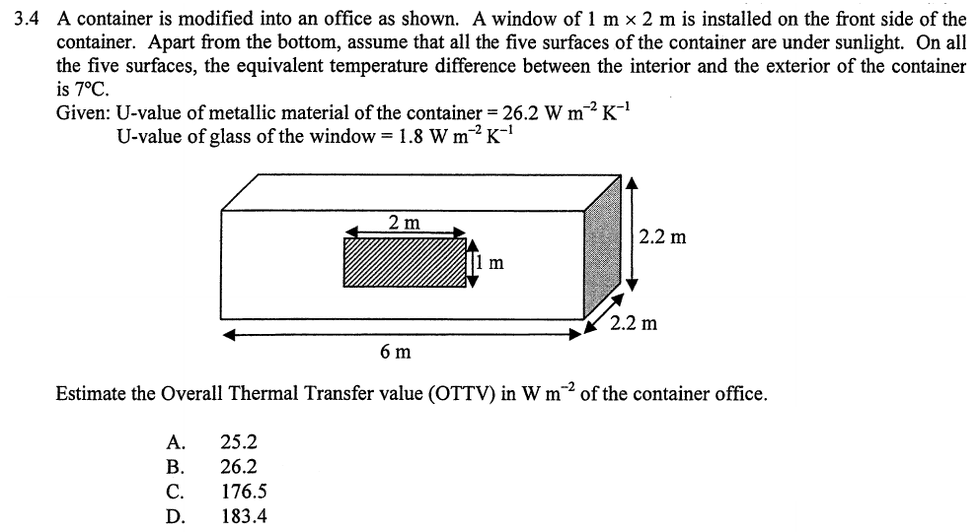 3.4 A container is modified into an office as shown. A window of 1 m × 2 m is installed on the front side of the
container. Apart from the bottom, assume that all the five surfaces of the container are under sunlight. On all
the five surfaces, the equivalent temperature difference between the interior and the exterior of the container
is 7°C.
Given: U-value of metallic material of the container = 26.2 W m⁻² K⁻¹
U-value of glass of the window = 1.8 W m⁻² K⁻¹
2 m
2.2 m
1 m
2.2 m
6 m
Estimate the Overall Thermal Transfer value (OTTV) in W m⁻² of the container office.
A. 25.2
B. 26.2
C. 176.5
D. 183.4